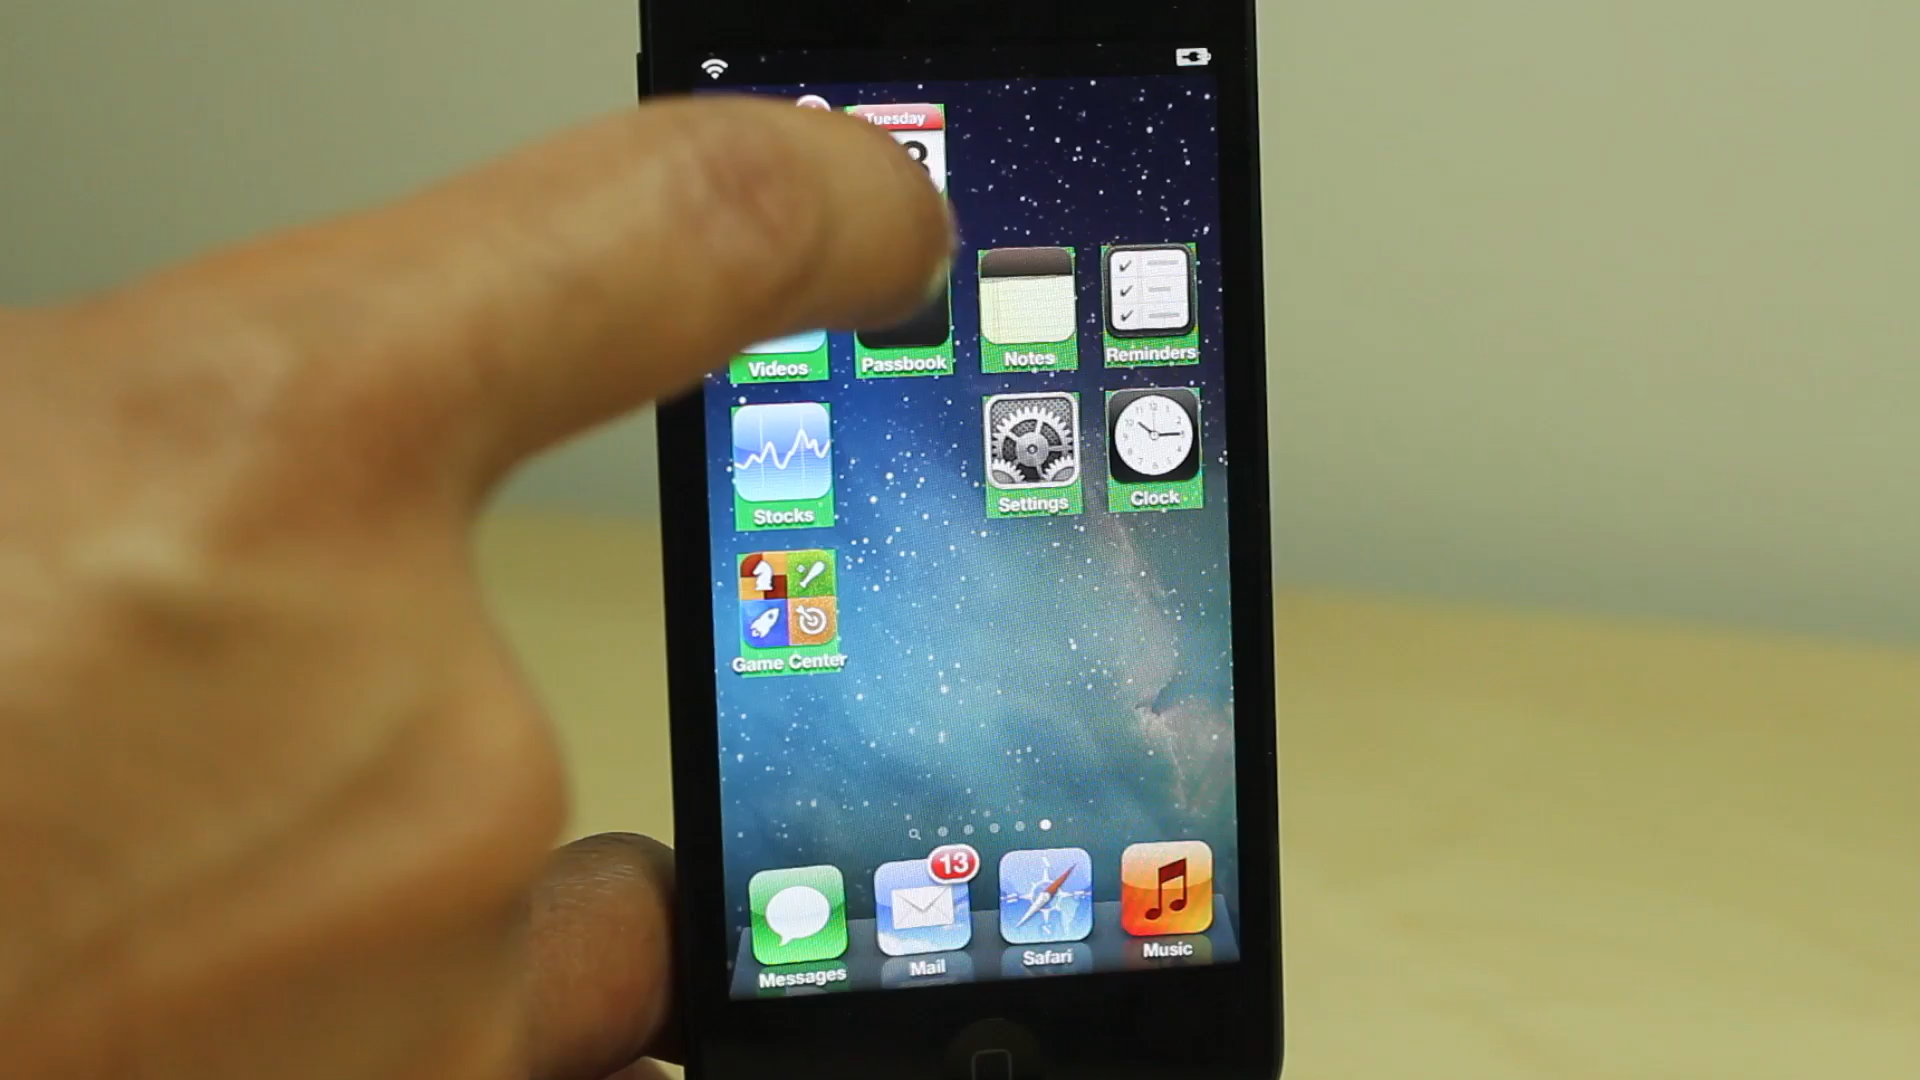 Tuesday
Videos
Passbook
Notes
Reminders
Stocks
Settings
Clock
Game Center
13
Messages
Mail
Safari
Music